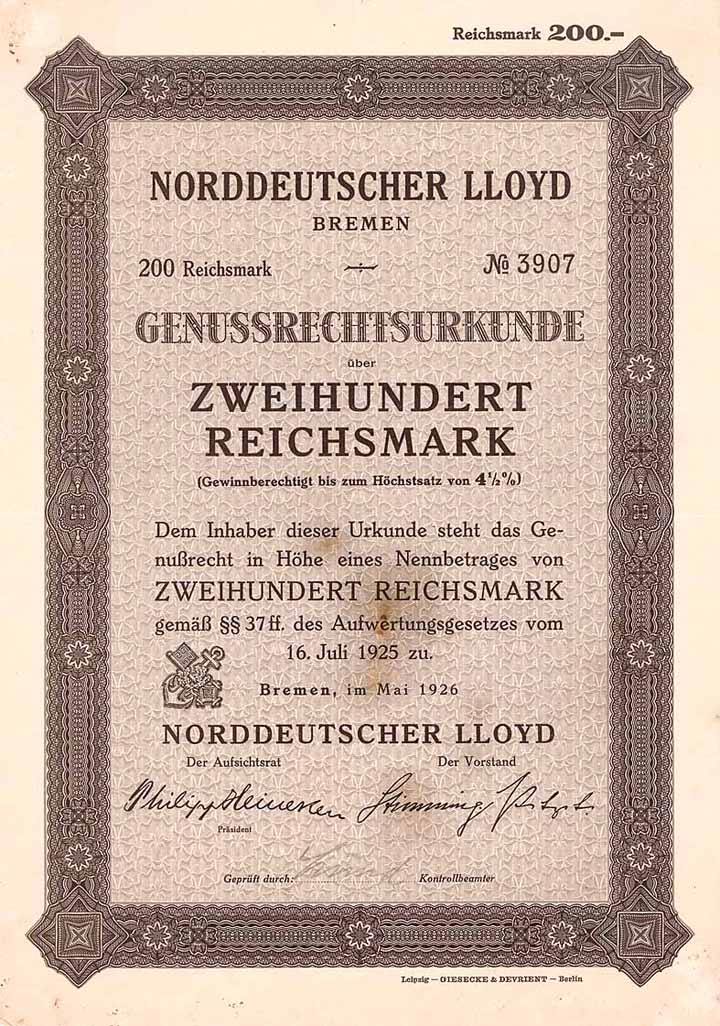 Reichsmark 200.–
NORDDEUTSCHER LLOYD
BREMEN
200 Reichsmark № 3907
GENUSSRECHTSURKUNDE
über
ZWEIHUNDERT
REICHSMARK
(Gewinnberechtigt bis zum Höchstsatz von 4½%)
Dem Inhaber dieser Urkunde steht das Ge-
nußrecht in Höhe eines Nennbetrages von
ZWEIHUNDERT REICHSMARK
gemäß §§ 37 ff. des Aufwertungsgesetzes vom
16. Juli 1925 zu.
Bremen, im Mai 1926
NORDDEUTSCHER LLOYD
Der Aufsichtsrat Der Vorstand
Philipp Heineken Stimming
Präsident
Geprüft durch: Kontrollbeamter
Leipzig — GIESECKE & DEVRIENT — Berlin